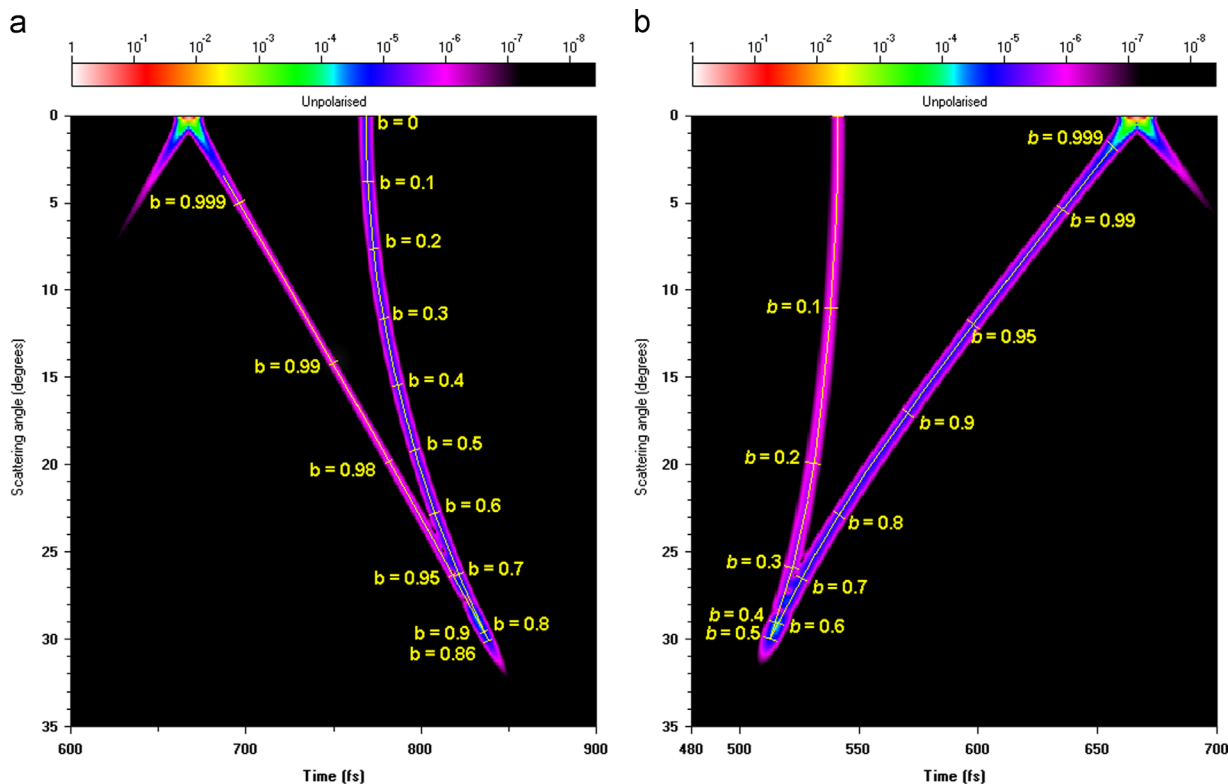 a
1 10-1 10-2 10-3 10-4 10-5 10-6 10-7 10-8
Unpolarised
Scattering angle (degrees)
0
5
10
15
20
25
30
35
b = 0
b = 0.1
b = 0.2
b = 0.3
b = 0.4
b = 0.5
b = 0.6
b = 0.7
b = 0.8
b = 0.999
b = 0.99
b = 0.98
b = 0.95
b = 0.9
b = 0.86
600 700 800 900
Time (fs)
b
1 10-1 10-2 10-3 10-4 10-5 10-6 10-7 10-8
Unpolarised
Scattering angle (degrees)
0
5
10
15
20
25
30
35
b = 0.999
b = 0.99
b = 0.95
b = 0.9
b = 0.8
b = 0.7
b = 0.6
b = 0.1
b = 0.2
b = 0.3
b = 0.4
b = 0.5
480 500 550 600 650 700
Time (fs)